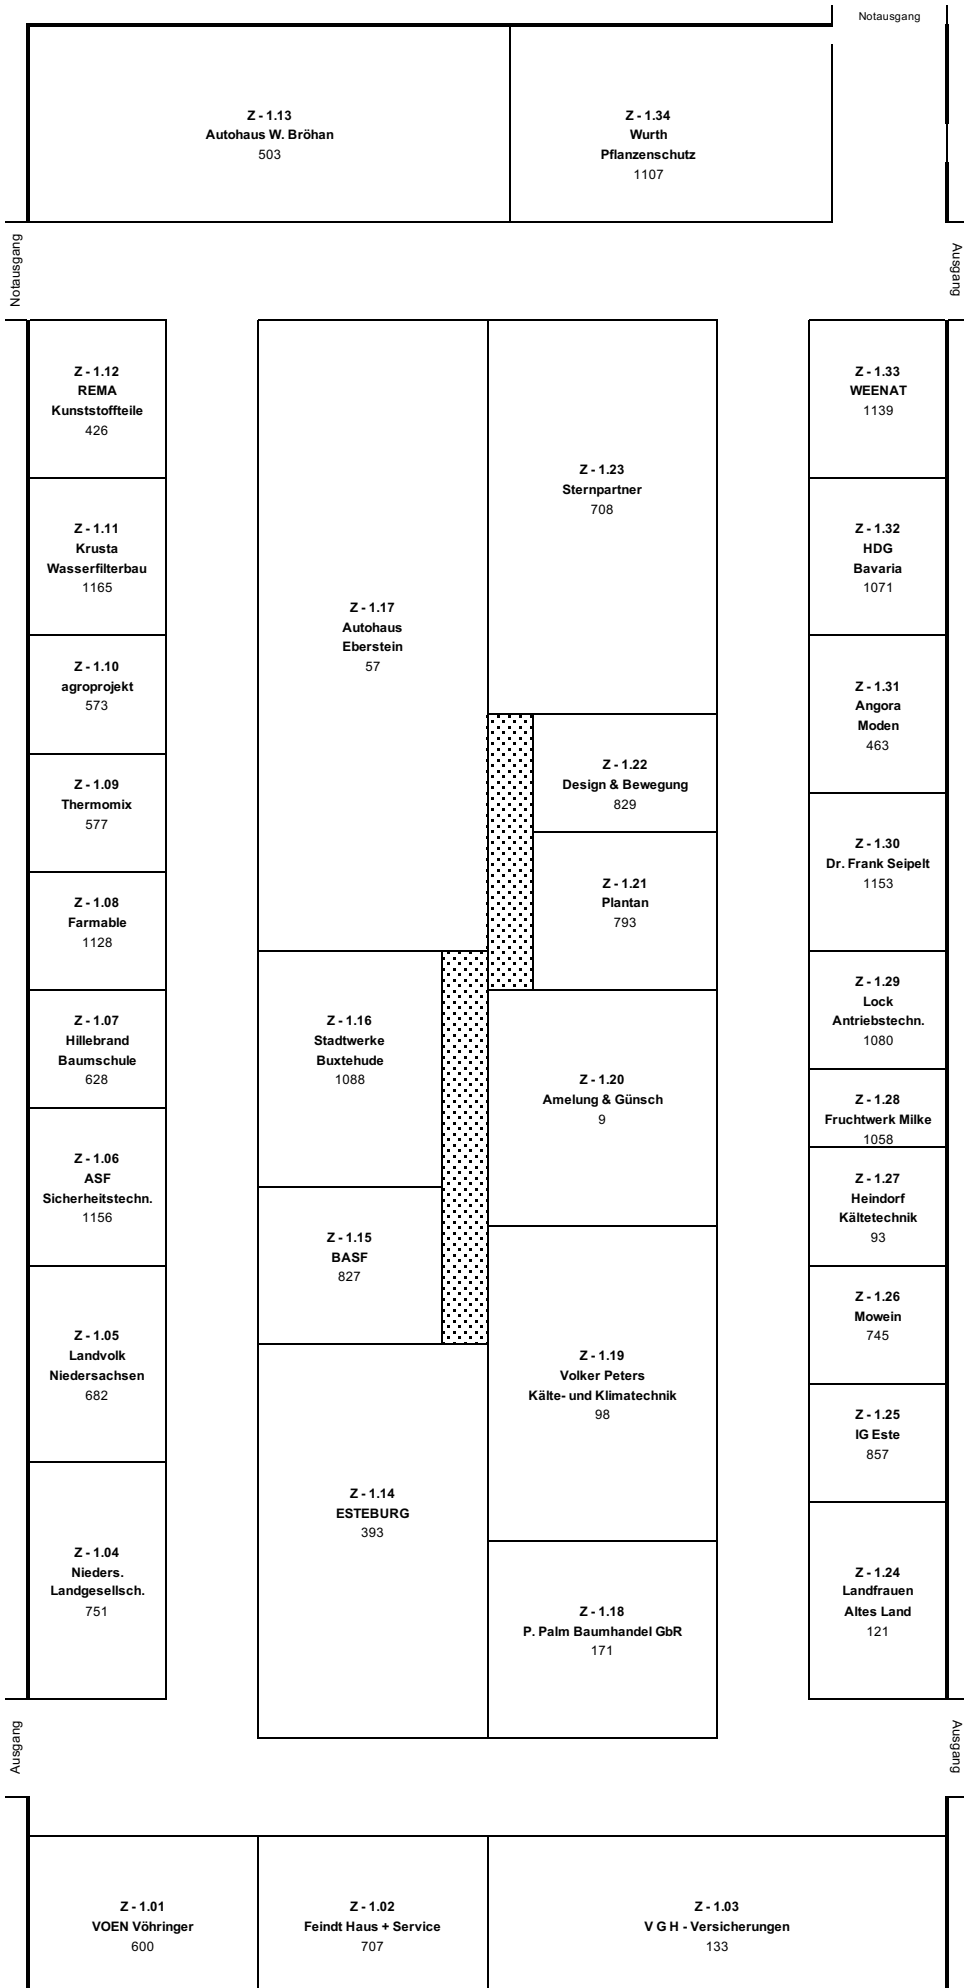 Notausgang
Z - 1.13
Autohaus W. Bröhan
503
Z - 1.34
Wurth
Pflanzenschutz
1107
Notausgang
Ausgang
Z - 1.12
REMA
Kunststoffteile
426
Z - 1.11
Krusta
Wasserfilterbau
1165
Z - 1.10
agroprojekt
573
Z - 1.09
Thermomix
577
Z - 1.08
Farmable
1128
Z - 1.07
Hillebrand
Baumschule
628
Z - 1.06
ASF
Sicherheitstechn.
1156
Z - 1.05
Landvolk
Niedersachsen
682
Z - 1.04
Nieders.
Landgesellsch.
751
Z - 1.17
Autohaus
Eberstein
57
Z - 1.16
Stadtwerke
Buxtehude
1088
Z - 1.15
BASF
827
Z - 1.14
ESTEBURG
393
Z - 1.23
Sternpartner
708
Z - 1.22
Design & Bewegung
829
Z - 1.21
Plantan
793
Z - 1.20
Amelung & Günsch
9
Z - 1.19
Volker Peters
Kälte- und Klimatechnik
98
Z - 1.18
P. Palm Baumhandel GbR
171
Z - 1.33
WEENAT
1139
Z - 1.32
HDG
Bavaria
1071
Z - 1.31
Angora
Moden
463
Z - 1.30
Dr. Frank Seipelt
1153
Z - 1.29
Lock
Antriebstechn.
1080
Z - 1.28
Fruchtwerk Milke
1058
Z - 1.27
Heindorf
Kältetechnik
93
Z - 1.26
Mowein
745
Z - 1.25
IG Este
857
Z - 1.24
Landfrauen
Altes Land
121
Ausgang
Ausgang
Z - 1.01
VOEN Vöhringer
600
Z - 1.02
Feindt Haus + Service
707
Z - 1.03
V G H - Versicherungen
133